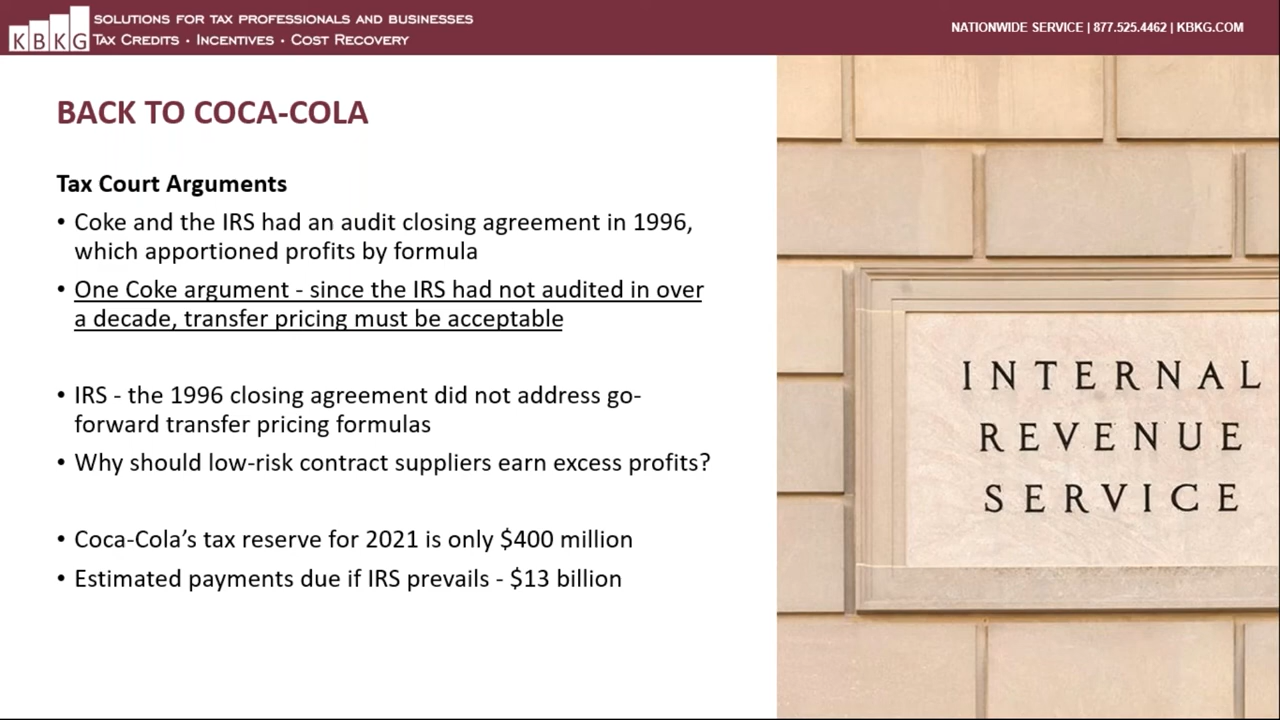 KBKG
SOLUTIONS FOR TAX PROFESSIONALS AND BUSINESSES
TAX CREDITS · INCENTIVES · COST RECOVERY
NATIONWIDE SERVICE | 877.525.4462 | KBKG.COM
BACK TO COCA-COLA
Tax Court Arguments
• Coke and the IRS had an audit closing agreement in 1996,
which apportioned profits by formula
• One Coke argument - since the IRS had not audited in over
a decade, transfer pricing must be acceptable
• IRS - the 1996 closing agreement did not address go-
forward transfer pricing formulas
• Why should low-risk contract suppliers earn excess profits?
• Coca-Cola’s tax reserve for 2021 is only $400 million
• Estimated payments due if IRS prevails - $13 billion
INTERNAL
REVENUE
SERVICE